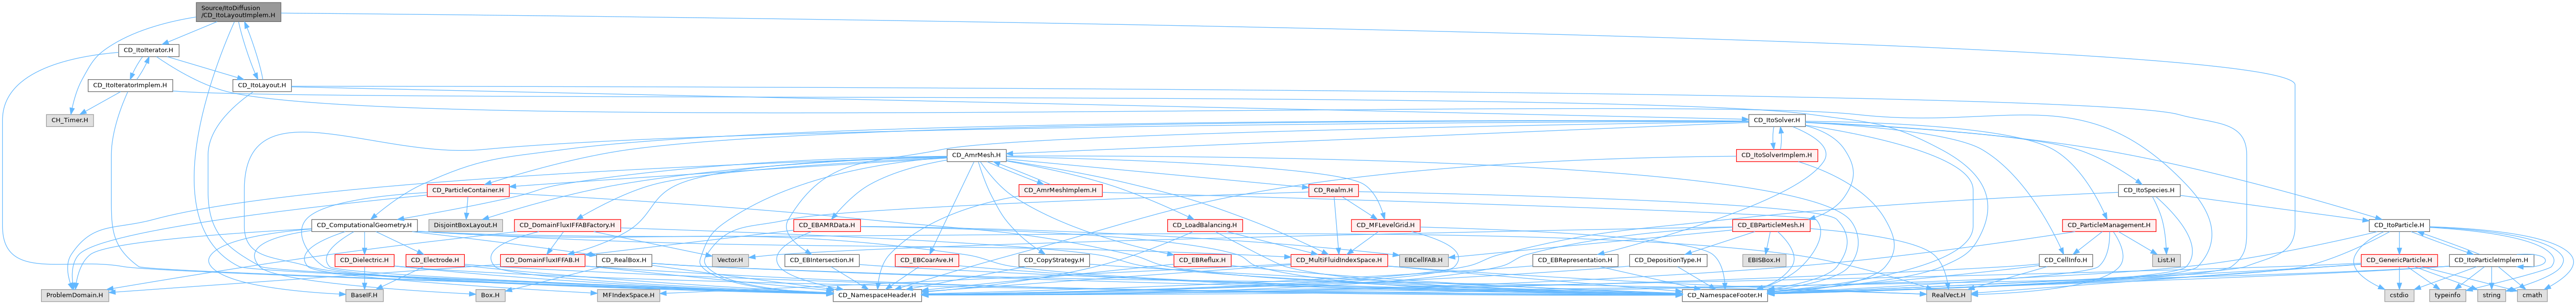 Source/ItoDiffusion
/CD_ItoLayoutImplem.H
CD_ItoIterator.H
CD_ItoIteratorImplem.H
CD_ItoLayout.H
CH_Timer.H
CD_ItoSolver.H
CD_AmrMesh.H
CD_ItoSolverImplem.H
CD_ParticleContainer.H
CD_AmrMeshImplem.H
CD_Realm.H
CD_ItoSpecies.H
CD_ComputationalGeometry.H
DisjointBoxLayout.H
CD_DomainFluxIFFABFactory.H
CD_EBAMRData.H
CD_LoadBalancing.H
CD_MFLevelGrid.H
CD_EBParticleMesh.H
CD_ParticleManagement.H
CD_ItoParticle.H
CD_Dielectric.H
CD_Electrode.H
CD_DomainFluxIFFAB.H
CD_RealBox.H
Vector.H
CD_EBIntersection.H
CD_EBCoarAve.H
CD_CopyStrategy.H
CD_EBReflux.H
CD_MultiFluidIndexSpace.H
EBCellFAB.H
CD_EBRepresentation.H
CD_DepositionType.H
EBISBox.H
CD_CellInfo.H
List.H
CD_GenericParticle.H
CD_ItoParticleImplem.H
ProblemDomain.H
BaseIF.H
Box.H
MFIndexSpace.H
CD_NamespaceHeader.H
CD_NamespaceFooter.H
RealVect.H
cstdio
typeinfo
string
cmath